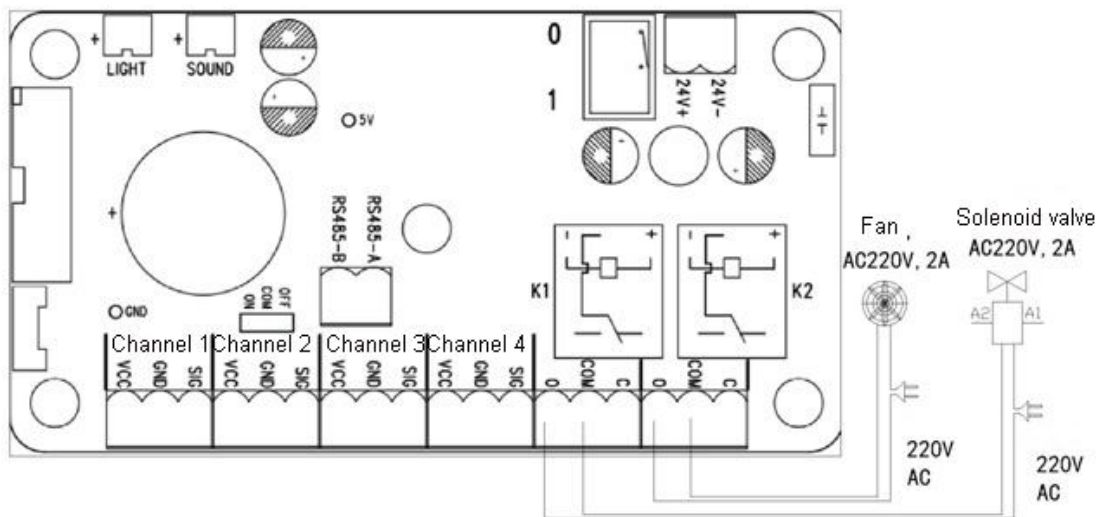 +
LIGHT
+
SOUND
5V
0
1
24V+
24V-
+
RS485-B
RS485-A
GND
ON
COM
OFF
K1
- +
K2
- +
Fan ,
AC220V, 2A
Solenoid valve
AC220V, 2A
A2
A1
Channel 1
Channel 2
Channel 3
Channel 4
VCC GND SIG
VCC GND SIG
VCC GND SIG
VCC GND SIG
O COM C
O COM C
220V
AC
220V
AC